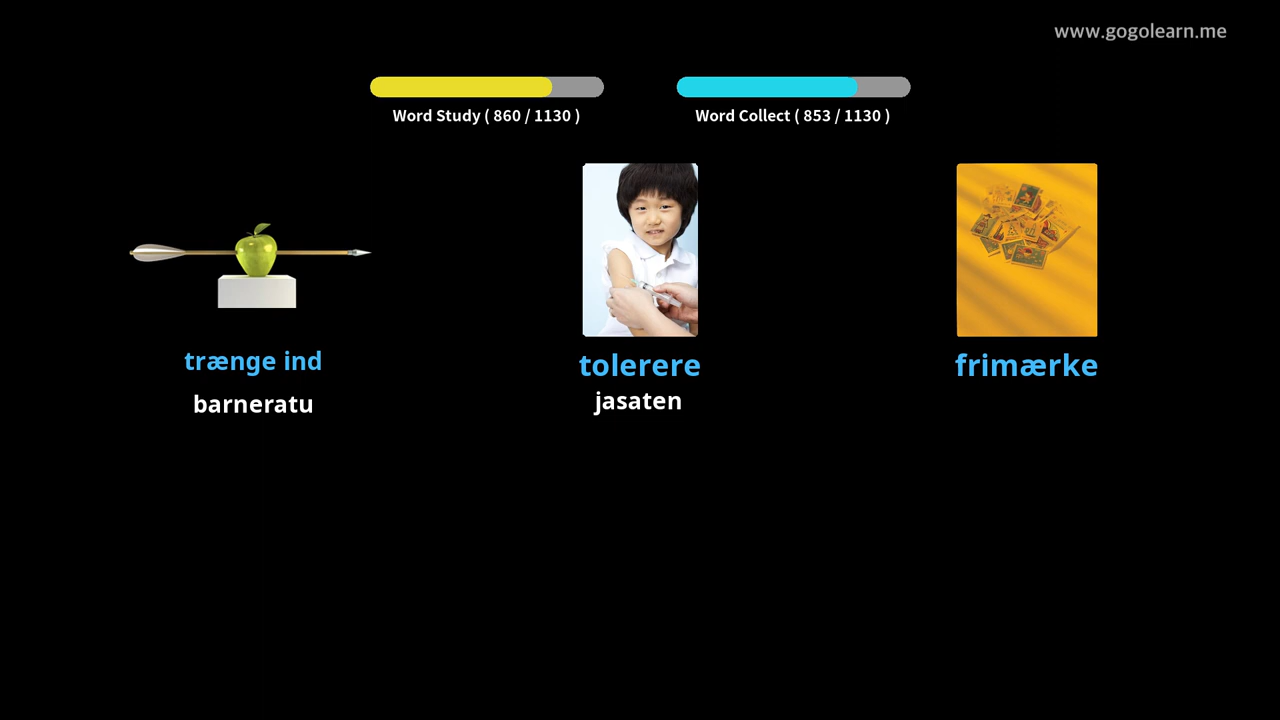 www.gogolearn.me
Word Study ( 860 / 1130 )
Word Collect ( 853 / 1130 )
trænge ind
barneratu
tolerere
jasaten
frimærke